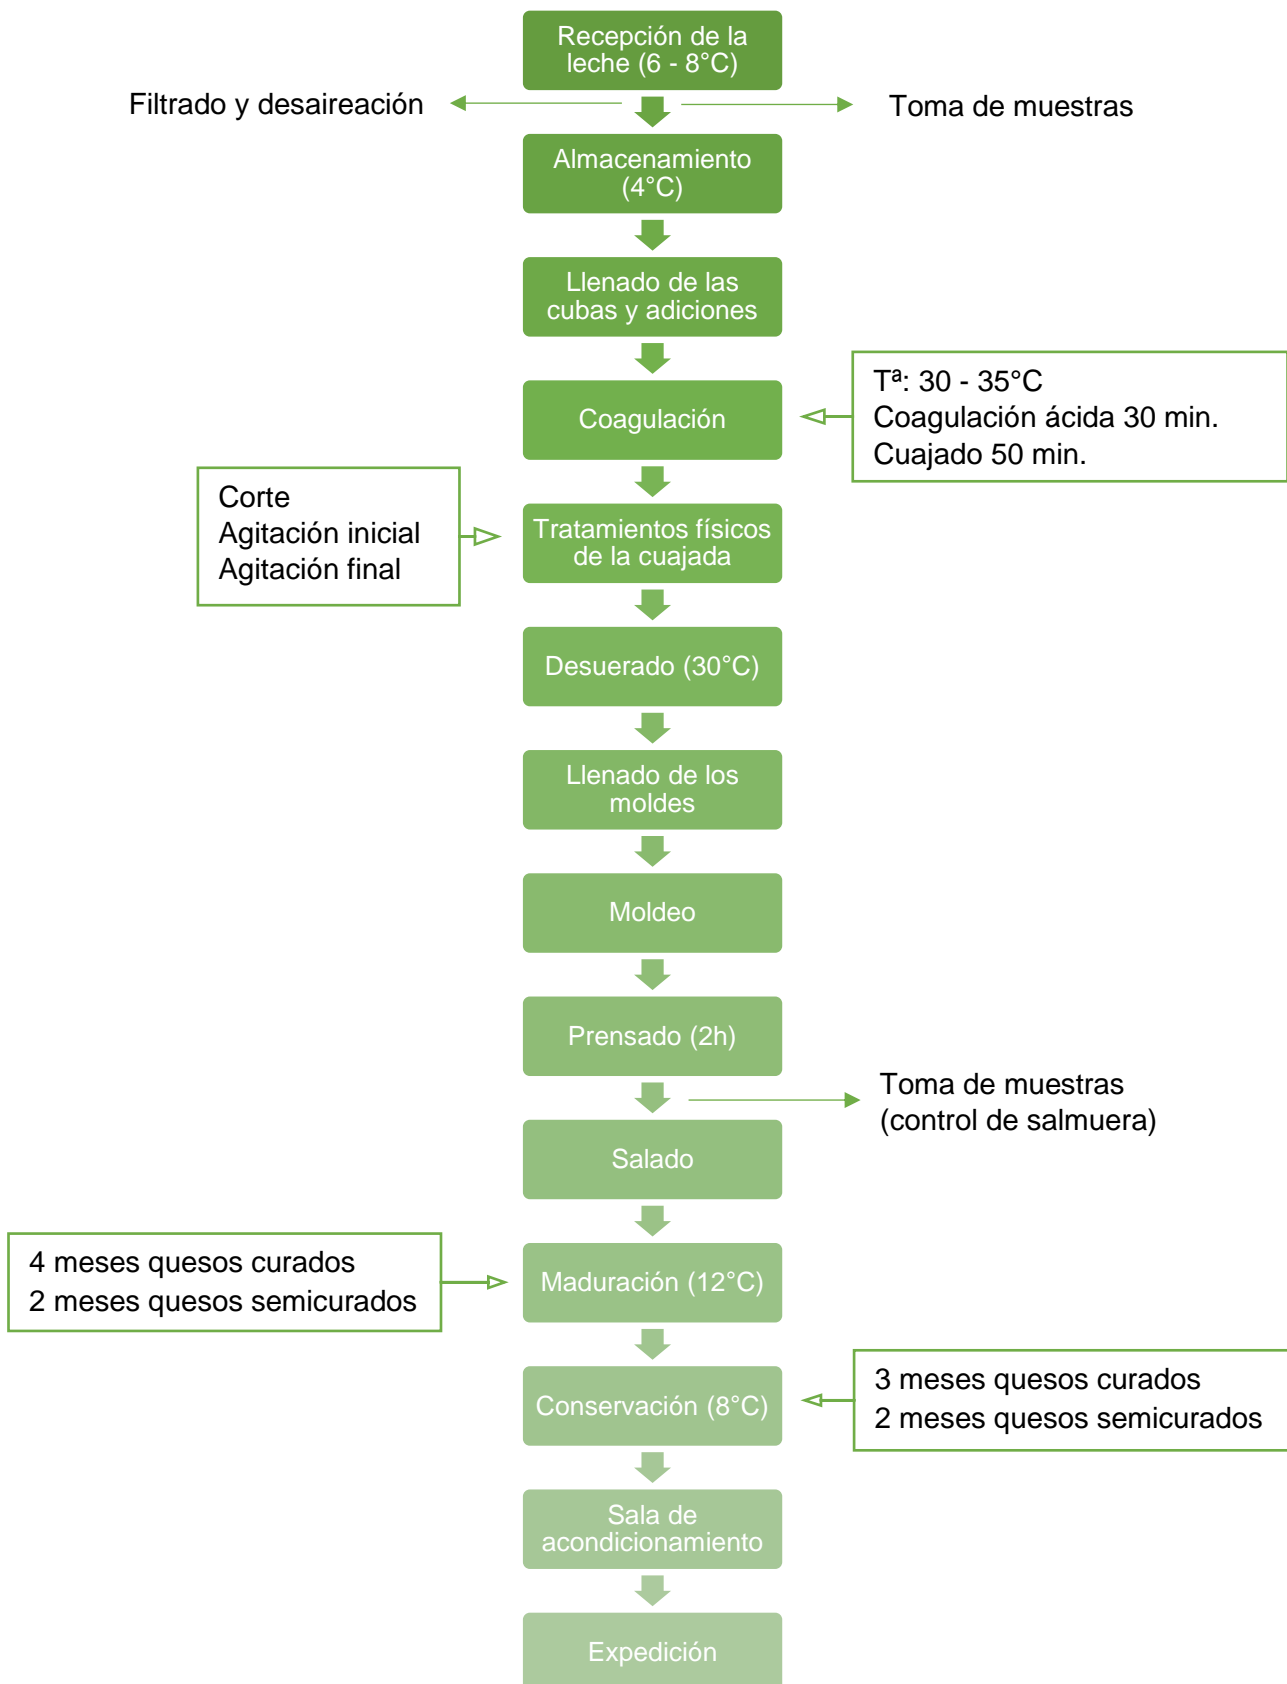 Recepción de la
leche (6 - 8°C)
Filtrado y desaireación
Toma de muestras
Almacenamiento
(4°C)
Llenado de las
cubas y adiciones
Coagulación
Tª: 30 - 35°C
Coagulación ácida 30 min.
Cuajado 50 min.
Corte
Agitación inicial
Agitación final
Tratamientos físicos
de la cuajada
Desuerado (30°C)
Llenado de los
moldes
Moldeo
Prensado (2h)
Toma de muestras
(control de salmuera)
Salado
4 meses quesos curados
2 meses quesos semicurados
Maduración (12°C)
Conservación (8°C)
3 meses quesos curados
2 meses quesos semicurados
Sala de
acondicionamiento
Expedición